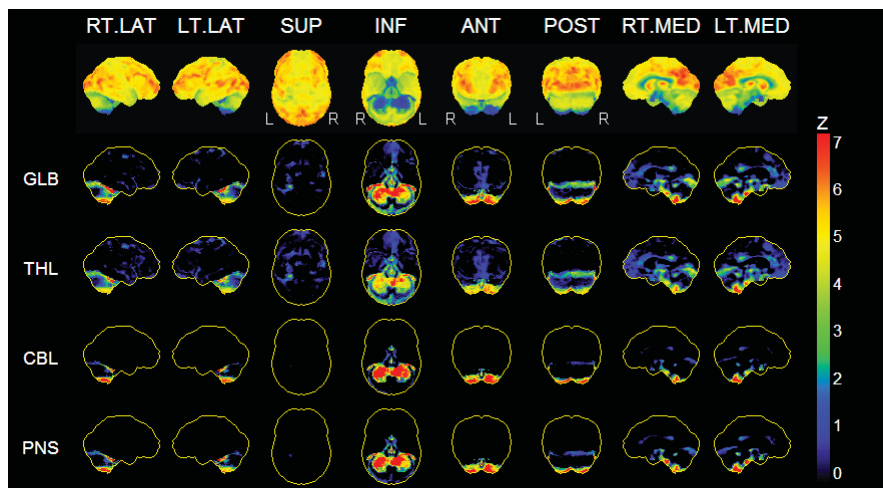 RT.LAT LT.LAT SUP INF ANT POST RT.MED LT.MED
L R R L R L L R
Z
7
GLB
6
5
THL
4
3
CBL
2
1
PNS
0